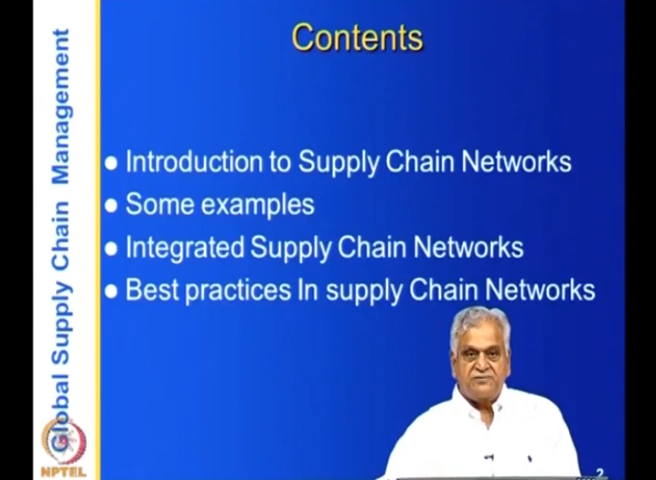 Contents
Global Supply Chain Management
● Introduction to Supply Chain Networks
● Some examples
● Integrated Supply Chain Networks
● Best practices In supply Chain Networks
NPTEL
2